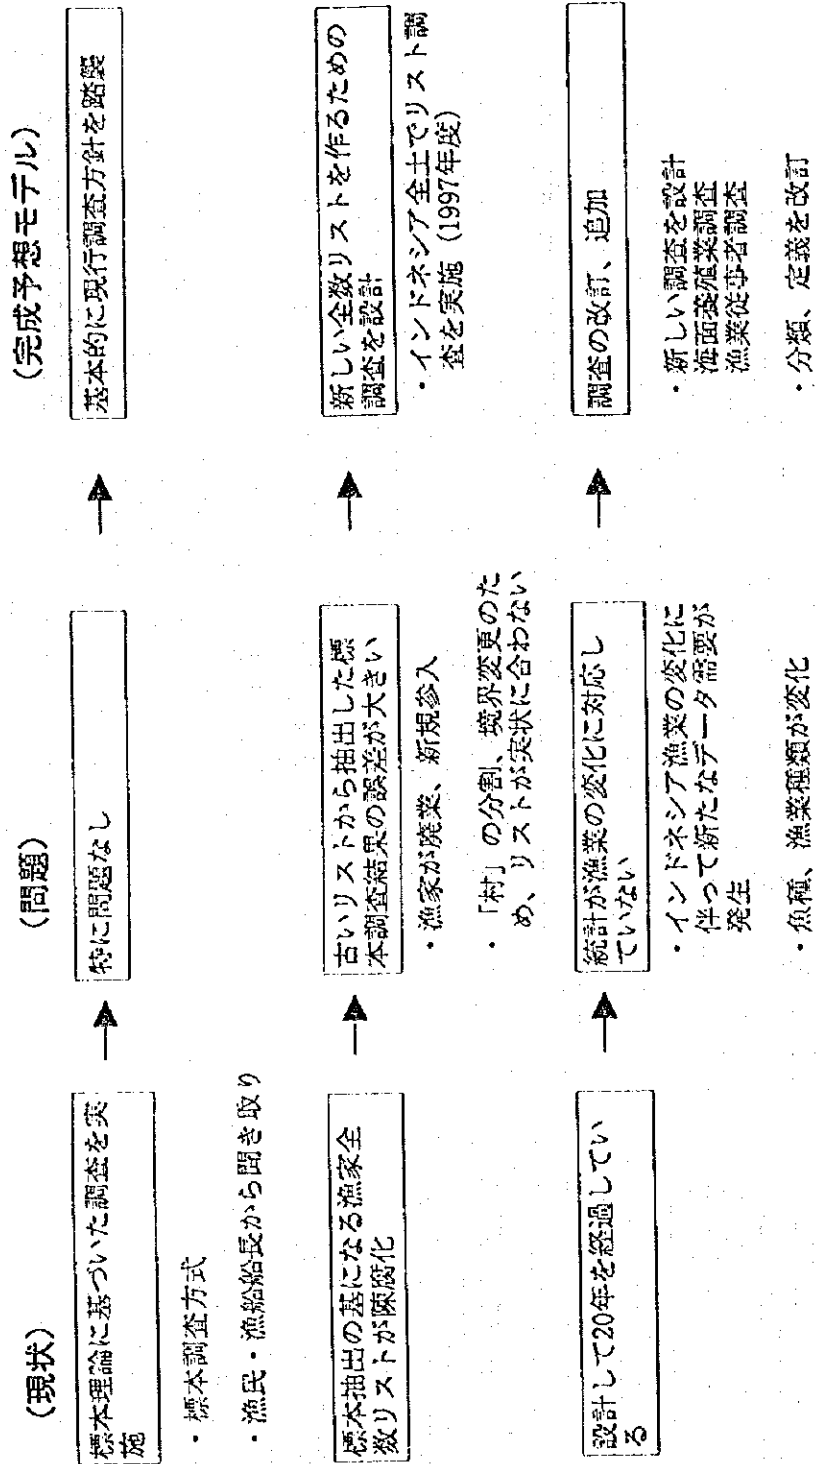 (現状)
(問題)
(完成予想モデル)
標本理論に基づいた調査を実
施
・標本調査方式
・漁民・漁船船長から聞き取り
特に問題なし
基本的に現行調査方針を踏襲
標本抽出の基になる漁家全
数リストが陳腐化
古いリストから抽出した標
本調査結果の誤差が大きい
・漁家が廃業、新規参入
・「村」の分割、境界変更のた
め、リストが実状に合わない
新しい全数リストを作るための
調査を設計
・インドネシア全土でリスト調
査を実施 (1997年度)
設計して20年を経過してい
る
統計が漁業の変化に対応し
ていない
・インドネシア漁業の変化に
伴って新たなデータ需要が
発生
・魚種、漁業種類が変化
調査の改訂、追加
・新しい調査を設計
海面養殖業調査
漁業従事者調査
・分類、定義を改訂